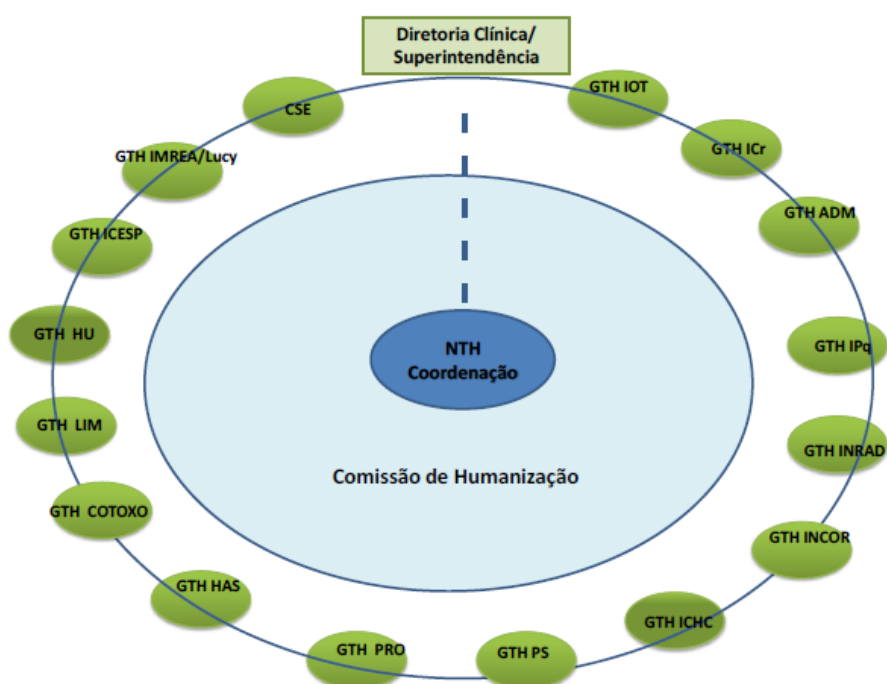 Diretoria Clínica/
Superintendência
CSE
GTH IOT
GTH IMREA/Lucy
GTH ICr
GTH ICESP
GTH ADM
GTH HU
NTH
Coordenação
GTH IPq
GTH LIM
GTH INRAD
Comissão de Humanização
GTH COTOXO
GTH INCOR
GTH HAS
GTH ICHC
GTH PRO
GTH PS